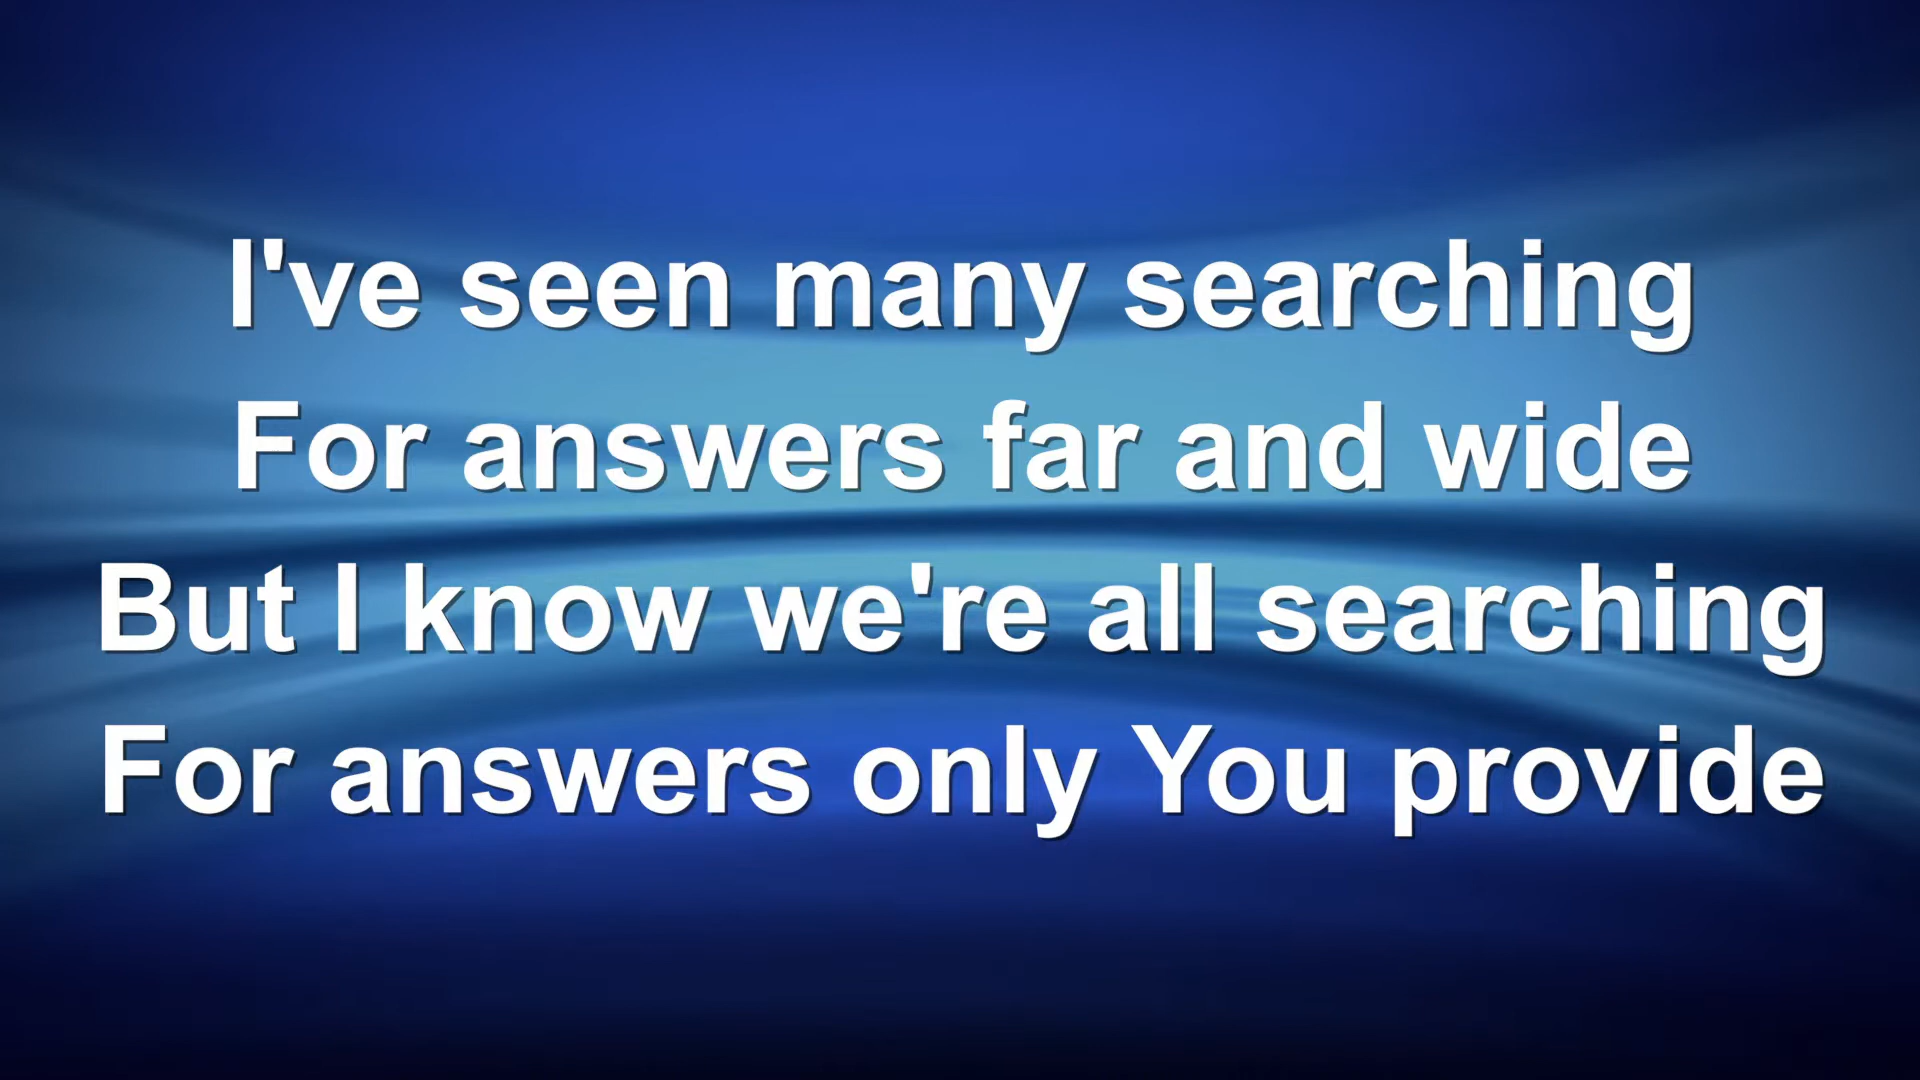 I've seen many searching
For answers far and wide
But I know we're all searching
For answers only You provide